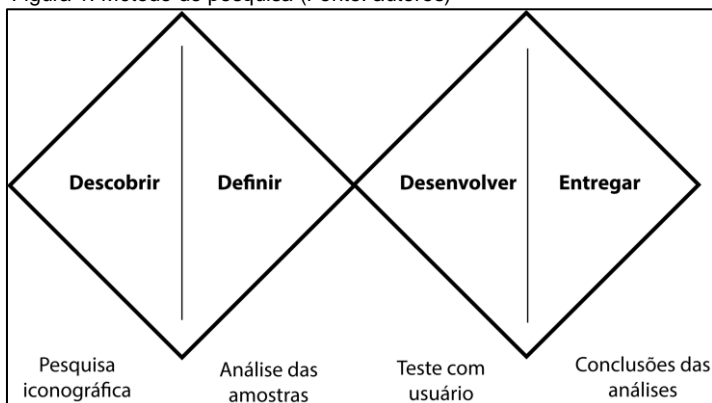 Figura 1: Método de pesquisa (Fonte: autores)
Descobrir
Definir
Desenvolver
Entregar
Pesquisa
iconográfica
Análise das
amostras
Teste com
usuário
Conclusões das
análises